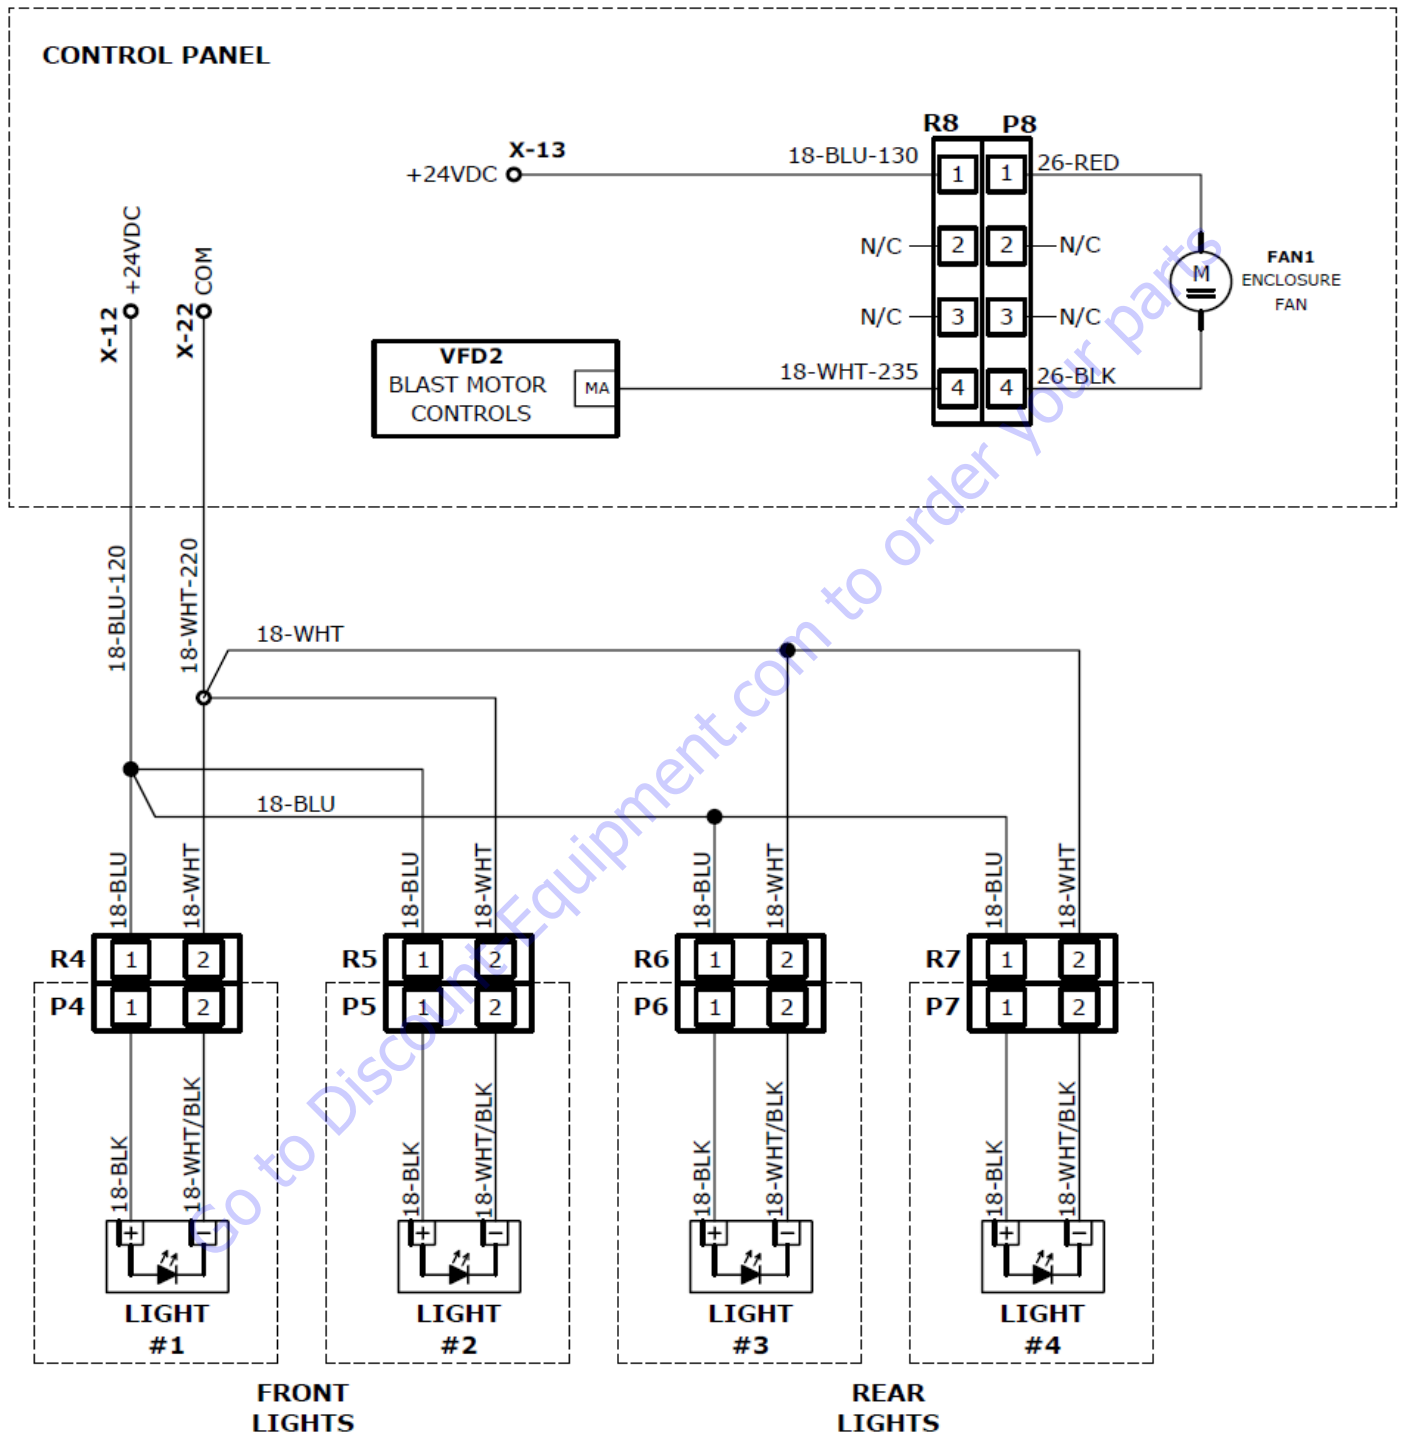 CONTROL PANEL
R8 P8
X-13
+24VDC
18-BLU-130
1 1
26-RED
N/C 2 2 N/C
N/C 3 3 N/C
18-WHT-235
4 4
26-BLK
M
FAN1
ENCLOSURE
FAN
VFD2
BLAST MOTOR
CONTROLS
MA
+24VDC
X-12
COM
X-22
18-BLU-120
18-WHT-220
18-WHT
18-BLU
18-BLU
18-WHT
18-BLU
18-WHT
18-BLU
18-WHT
18-BLU
18-WHT
R4 1 2
P4 1 2
R5 1 2
P5 1 2
R6 1 2
P6 1 2
R7 1 2
P7 1 2
18-BLK
18-WHT/BLK
18-BLK
18-WHT/BLK
18-BLK
18-WHT/BLK
18-BLK
18-WHT/BLK
+ −
+ −
+ −
+ −
LIGHT
#1
LIGHT
#2
LIGHT
#3
LIGHT
#4
FRONT
LIGHTS
REAR
LIGHTS
Go to Discount-Equipment.com to order your parts